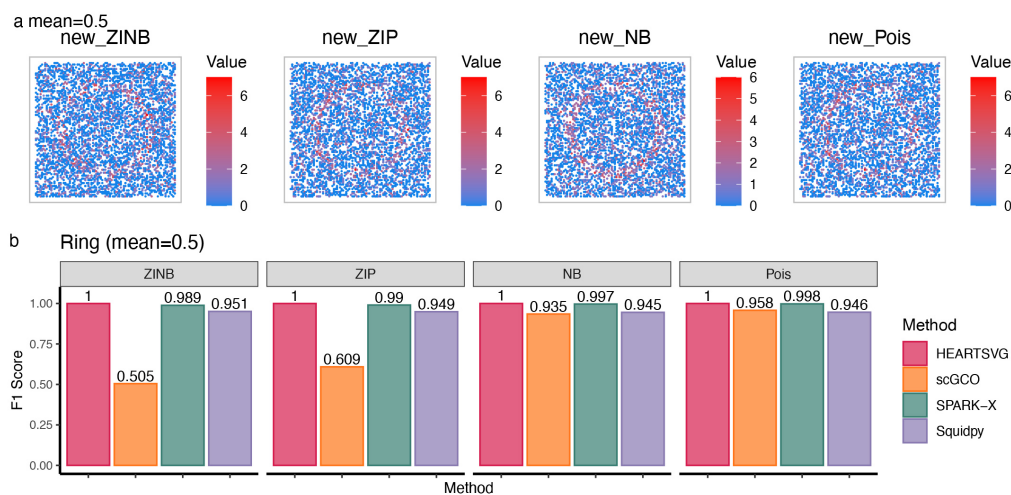 a mean=0.5
new_ZINB new_ZIP new_NB new_Pois
Value Value Value Value
6 6 6 6
5
4 4 4 4
3
2 2 2 2
1
0 0 0 0
b Ring (mean=0.5)
ZINB ZIP NB Pois
1 0.505 0.989 0.951 1 0.609 0.99 0.949 1 0.935 0.997 0.945 1 0.958 0.998 0.946
F1 Score
1.00
0.75
0.50
0.25
0.00
Method
Method
HEARTSVG
scGCO
SPARK−X
Squidpy